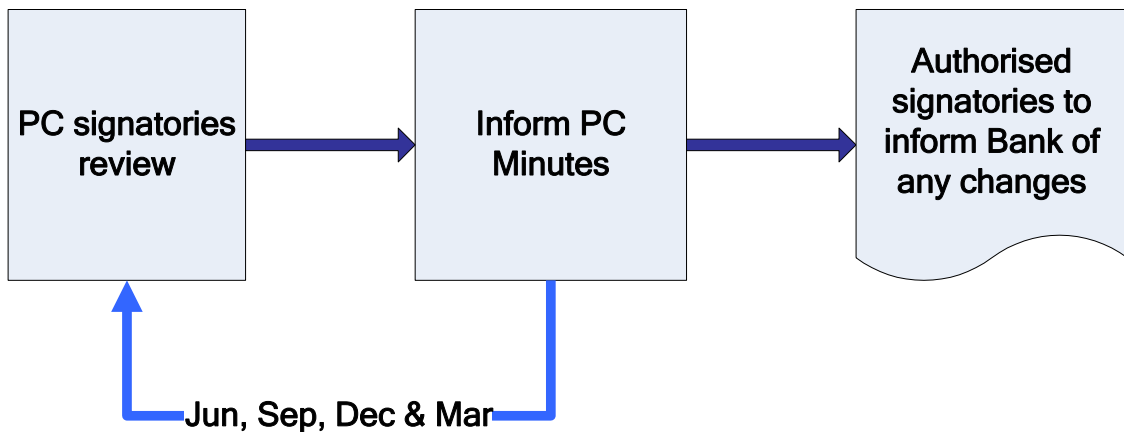 PC signatories
review
Inform PC
Minutes
Authorised
signatories to
inform Bank of
any changes
Jun, Sep, Dec & Mar